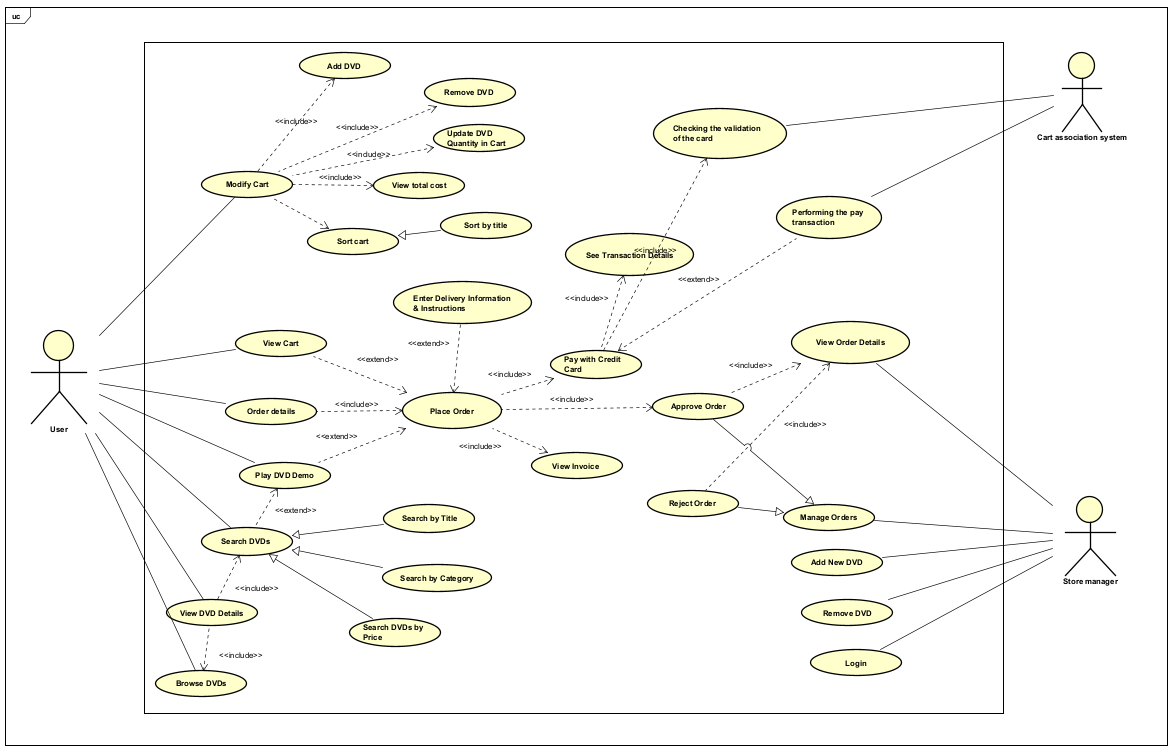 uc
Add DVD
Remove DVD
<<include>>
<<include>>
Update DVD
Quantity in Cart
<<include>>
<<include>>
Modify Cart
View total cost
Sort cart
Sort by title
Checking the validation
of the card
Cart association system
Performing the pay
transaction
<<include>>
See Transaction Details
<<extend>>
<<include>>
Enter Delivery Information
& Instructions
<<extend>>
View Cart
<<extend>>
View Order Details
Pay with Credit
Card
<<include>>
<<include>>
<<include>>
Order details
<<include>>
Place Order
Approve Order
User
<<extend>>
<<include>>
<<include>>
View Invoice
Play DVD Demo
Reject Order
<<extend>>
Search by Title
Manage Orders
Search DVDs
Add New DVD
Search by Category
Store manager
<<include>>
View DVD Details
Remove DVD
Search DVDs by
Price
<<include>>
Login
Browse DVDs